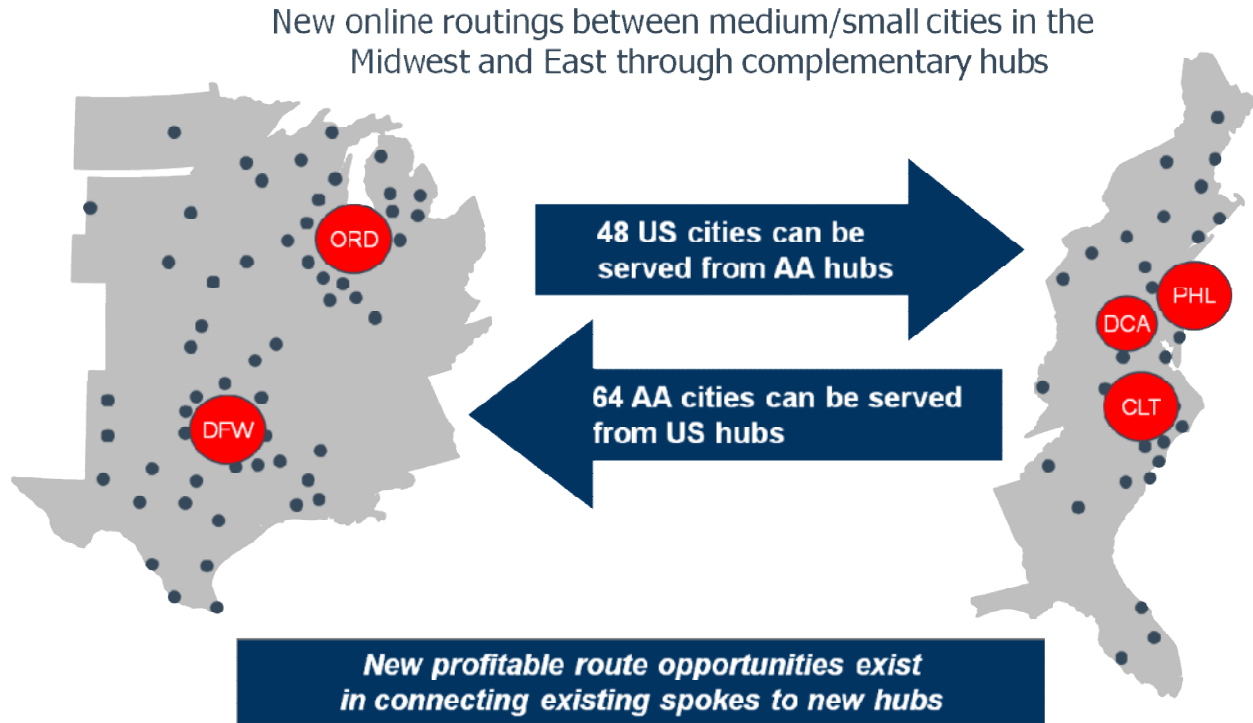 New online routings between medium/small cities in the
Midwest and East through complementary hubs
ORD
48 US cities can be
served from AA hubs
PHL
DCA
64 AA cities can be served
from US hubs
CLT
DFW
New profitable route opportunities exist
in connecting existing spokes to new hubs